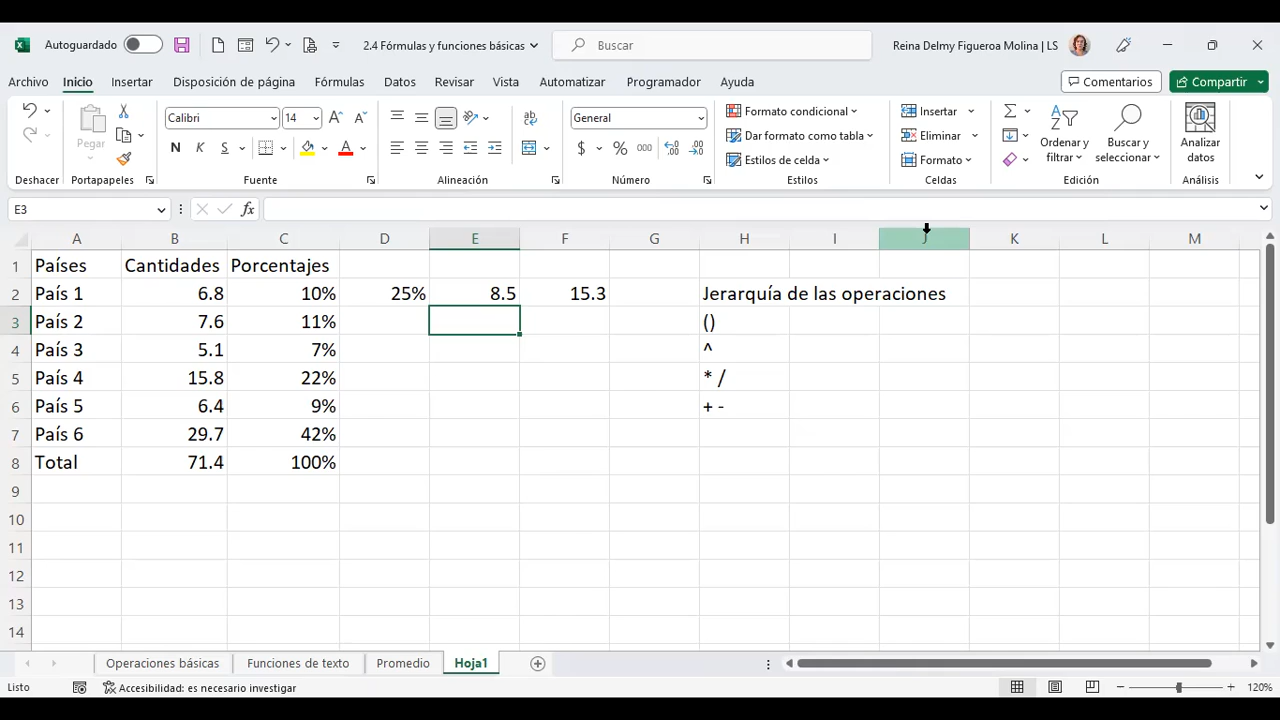 Autoguardado 2.4 Fórmulas y funciones básicas Buscar Reina Delmy Figueroa Molina | LS
Archivo Inicio Insertar Disposición de página Fórmulas Datos Revisar Vista Automatizar Programador Ayuda Comentarios Compartir
Pegar
Calibri 14
N K S
General
$ % 000
Formato condicional
Dar formato como tabla
Estilos de celda
Insertar
Eliminar
Formato
Ordenar y filtrar
Buscar y seleccionar
Analizar datos
Deshacer Portapapeles Fuente Alineación Número Estilos Celdas Edición Análisis
E3 fx
A B C D E F G H I J K L M
1 Países Cantidades Porcentajes
2 País 1 6.8 10% 25% 8.5 15.3 Jerarquía de las operaciones
3 País 2 7.6 11% ()
4 País 3 5.1 7% ^
5 País 4 15.8 22% * /
6 País 5 6.4 9% + -
7 País 6 29.7 42%
8 Total 71.4 100%
9
10
11
12
13
14
Operaciones básicas Funciones de texto Promedio Hoja1
Listo Accesibilidad: es necesario investigar 120%